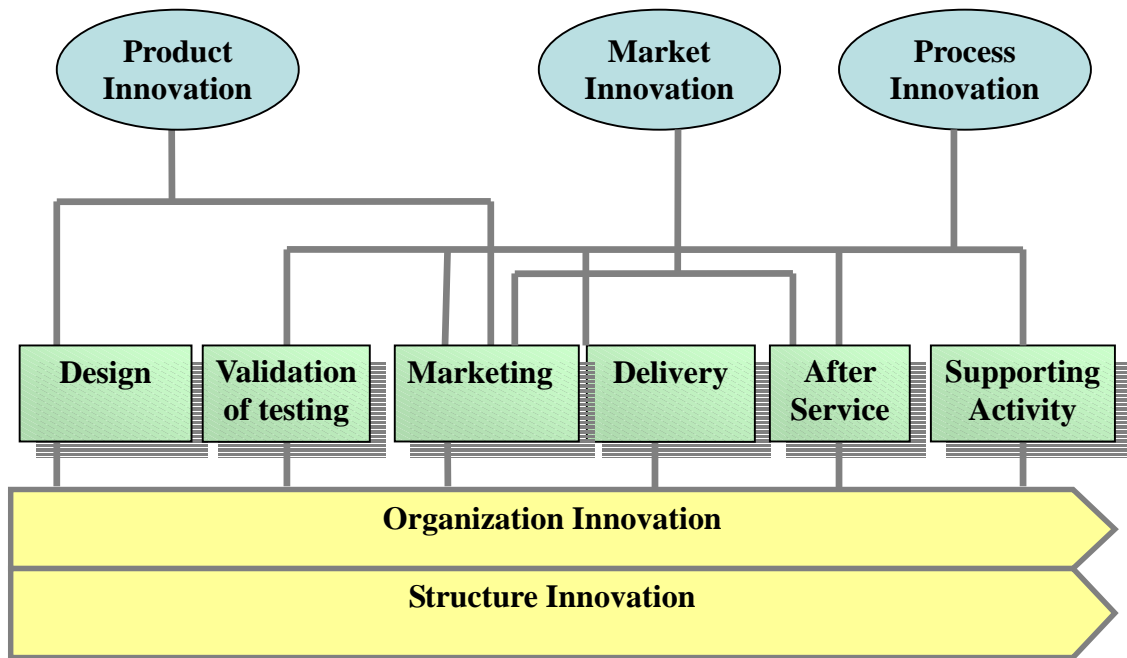 Product
Innovation
Market
Innovation
Process
Innovation
Design
Validation
of testing
Marketing
Delivery
After
Service
Supporting
Activity
Organization Innovation
Structure Innovation